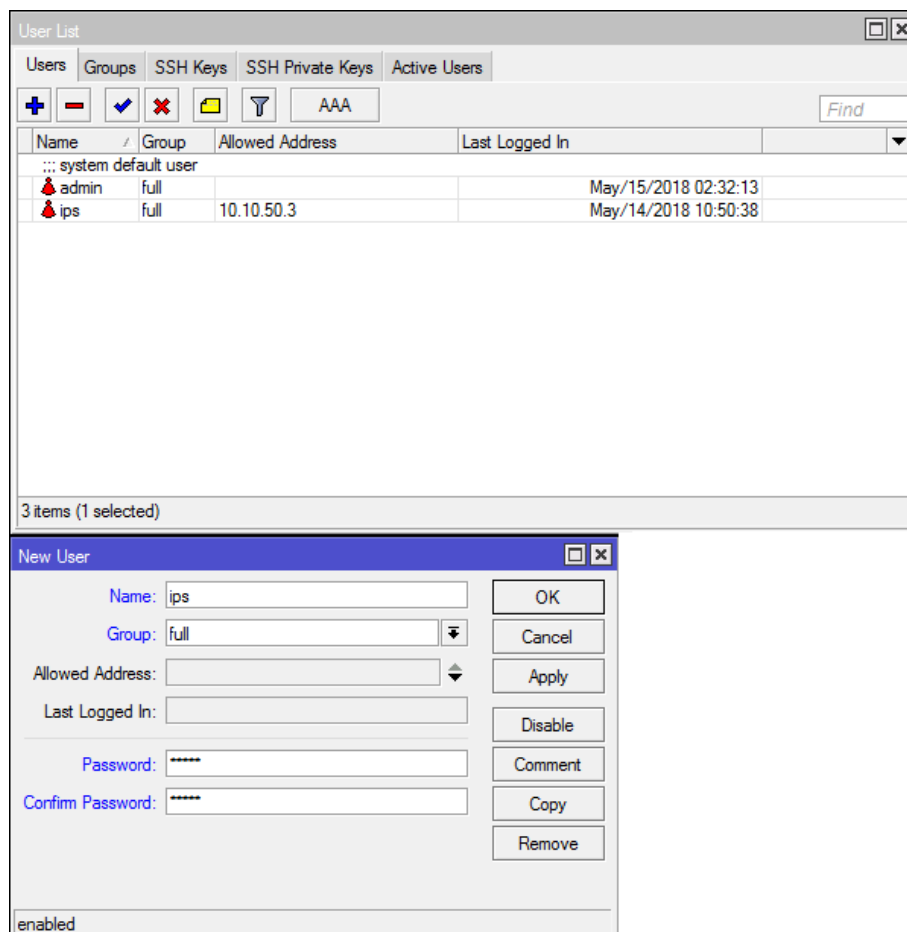 User List
Users Groups SSH Keys SSH Private Keys Active Users
AAA Find
Name Group Allowed Address Last Logged In
;;; system default user
admin full May/15/2018 02:32:13
ips full 10.10.50.3 May/14/2018 10:50:38
3 items (1 selected)
New User
Name: ips OK
Group: full Cancel
Allowed Address: Apply
Last Logged In:
Disable
Password: ***** Comment
Confirm Password: ***** Copy
Remove
enabled